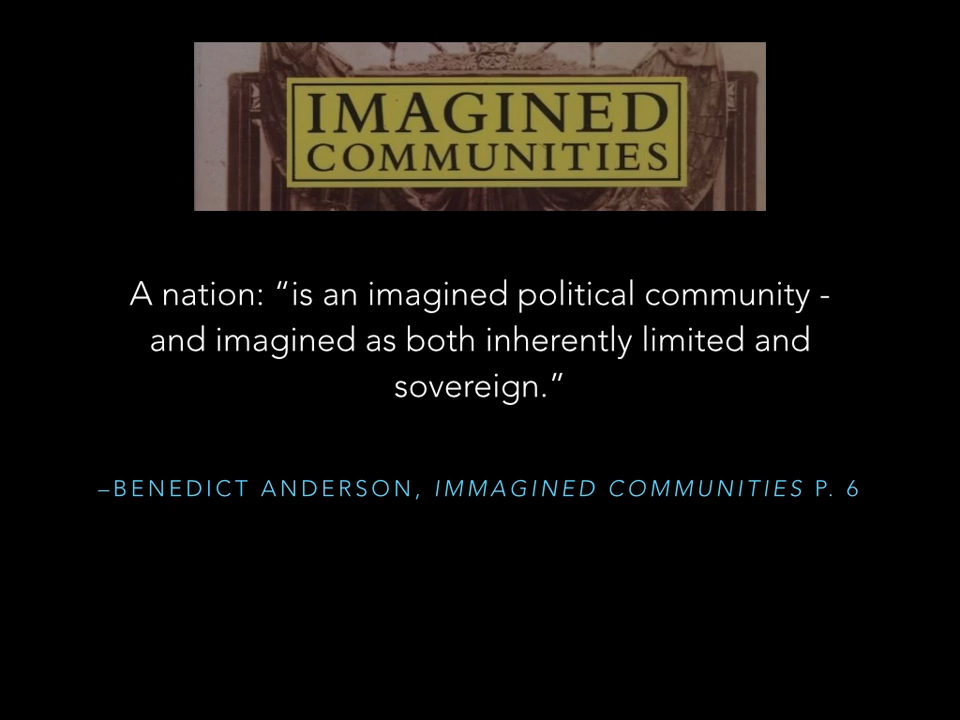 IMAGINED
COMMUNITIES
A nation: “is an imagined political community -
and imagined as both inherently limited and
sovereign.”
–BENEDICT ANDERSON, IMMAGINED COMMUNITIES P. 6